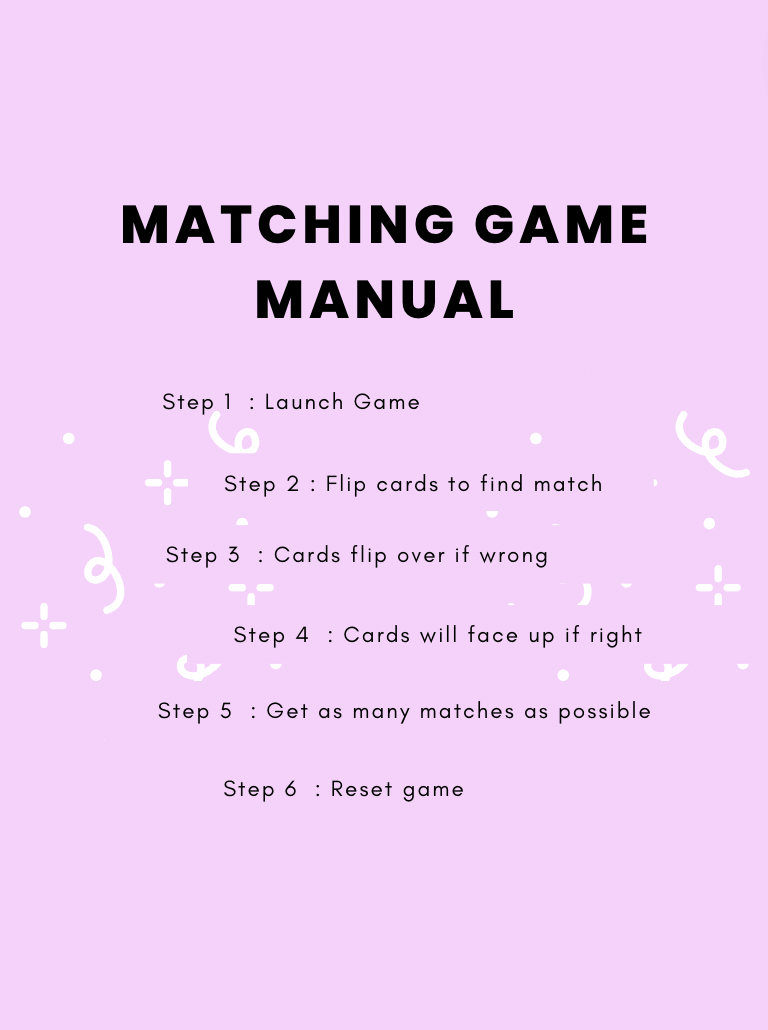 MATCHING GAME
MANUAL
Step 1 : Launch Game
Step 2 : Flip cards to find match
Step 3 : Cards flip over if wrong
Step 4 : Cards will face up if right
Step 5 : Get as many matches as possible
Step 6 : Reset game